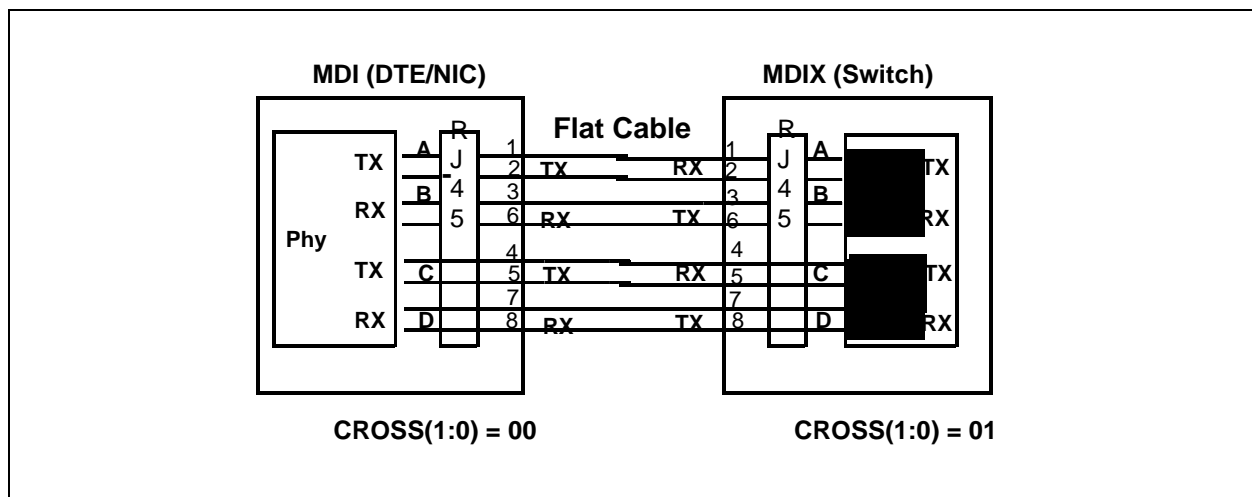 MDI (DTE/NIC)
MDIX (Switch)
Flat Cable
Phy
TX
RX
TX
RX
A
B
C
D
R
J
4
5
1
2
3
6
4
5
7
8
TX
RX
TX
RX
RX
TX
RX
TX
1
2
3
6
4
5
7
8
R
J
4
5
A
B
C
D
TX
RX
TX
RX
CROSS(1:0) = 00
CROSS(1:0) = 01